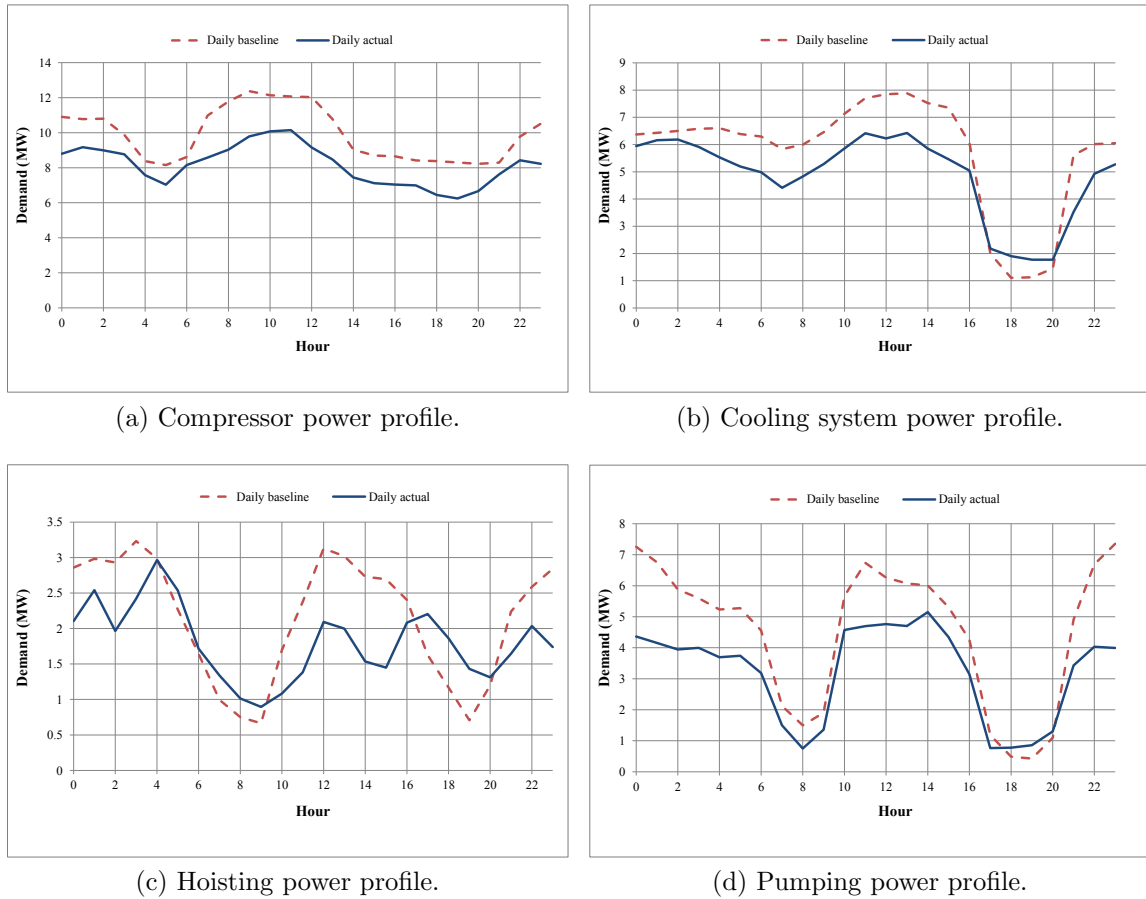 Daily baseline Daily actual
14
12
10
8
6
4
2
0
Demand (MW)
0 2 4 6 8 10 12 14 16 18 20 22
Hour
(a) Compressor power profile.
Daily baseline Daily actual
9
8
7
6
5
4
3
2
1
0
Demand (MW)
0 2 4 6 8 10 12 14 16 18 20 22
Hour
(b) Cooling system power profile.
Daily baseline Daily actual
3.5
3
2.5
2
1.5
1
0.5
0
Demand (MW)
0 2 4 6 8 10 12 14 16 18 20 22
Hour
(c) Hoisting power profile.
Daily baseline Daily actual
8
7
6
5
4
3
2
1
0
Demand (MW)
0 2 4 6 8 10 12 14 16 18 20 22
Hour
(d) Pumping power profile.